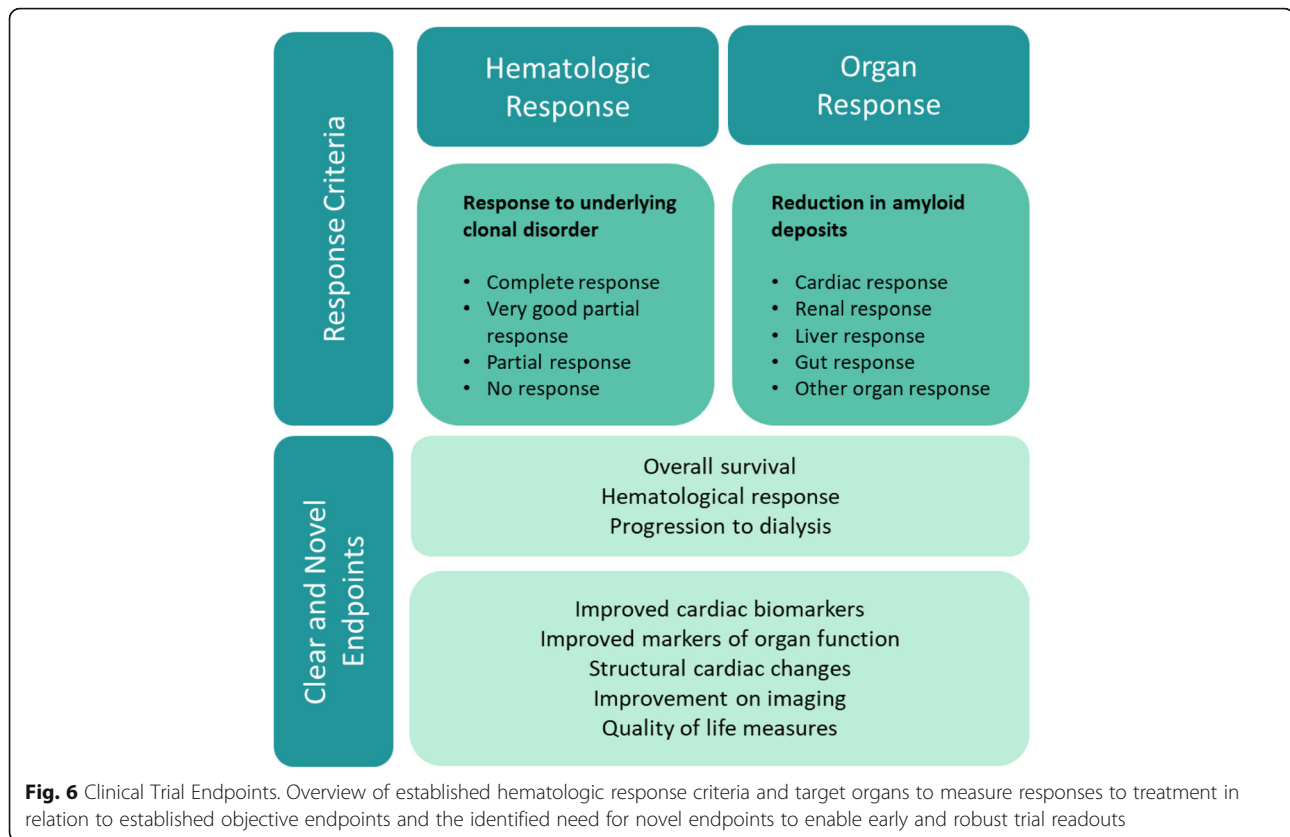 Response Criteria
Hematologic
Response
Organ
Response
Response to underlying
clonal disorder
• Complete response
• Very good partial
response
• Partial response
• No response
Reduction in amyloid
deposits
• Cardiac response
• Renal response
• Liver response
• Gut response
• Other organ response
Clear and Novel
Endpoints
Overall survival
Hematological response
Progression to dialysis
Improved cardiac biomarkers
Improved markers of organ function
Structural cardiac changes
Improvement on imaging
Quality of life measures
Fig. 6 Clinical Trial Endpoints. Overview of established hematologic response criteria and target organs to measure responses to treatment in
relation to established objective endpoints and the identified need for novel endpoints to enable early and robust trial readouts